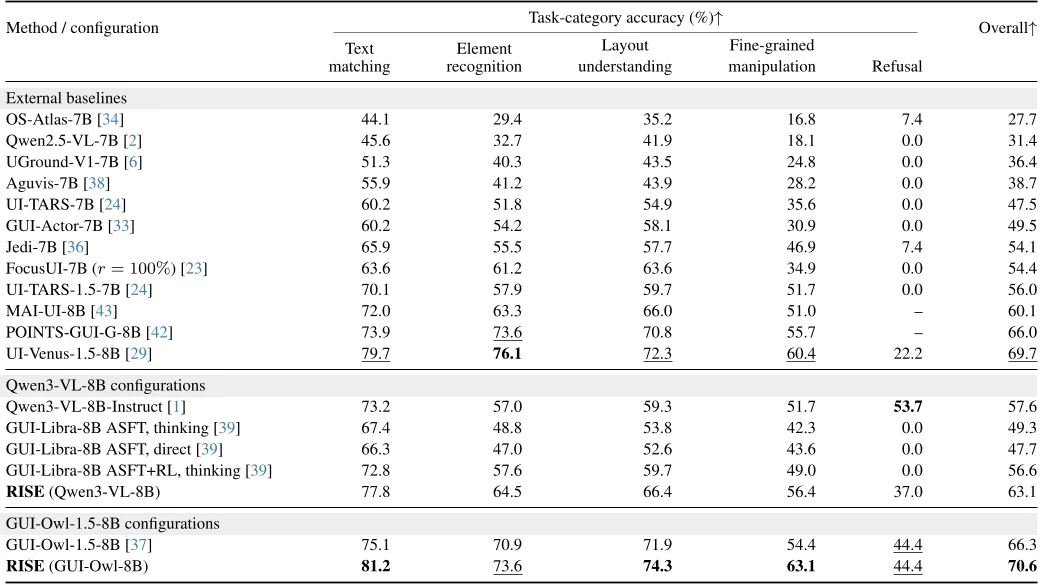 Method / configuration Task-category accuracy (%)↑ Overall↑
Text matching Element recognition Layout understanding Fine-grained manipulation Refusal
External baselines
OS-Atlas-7B [34] 44.1 29.4 35.2 16.8 7.4 27.7
Qwen2.5-VL-7B [2] 45.6 32.7 41.9 18.1 0.0 31.4
UGround-V1-7B [6] 51.3 40.3 43.5 24.8 0.0 36.4
Aguvis-7B [38] 55.9 41.2 43.9 28.2 0.0 38.7
UI-TARS-7B [24] 60.2 51.8 54.9 35.6 0.0 47.5
GUI-Actor-7B [33] 60.2 54.2 58.1 30.9 0.0 49.5
Jedi-7B [36] 65.9 55.5 57.7 46.9 7.4 54.1
FocusUI-7B (r = 100%) [23] 63.6 61.2 63.6 34.9 0.0 54.4
UI-TARS-1.5-7B [24] 70.1 57.9 59.7 51.7 0.0 56.0
MAI-UI-8B [43] 72.0 63.3 66.0 51.0 – 60.1
POINTS-GUI-G-8B [42] 73.9 73.6 70.8 55.7 – 66.0
UI-Venus-1.5-8B [29] 79.7 76.1 72.3 60.4 22.2 69.7
Qwen3-VL-8B configurations
Qwen3-VL-8B-Instruct [1] 73.2 57.0 59.3 51.7 53.7 57.6
GUI-Libra-8B ASFT, thinking [39] 67.4 48.8 53.8 42.3 0.0 49.3
GUI-Libra-8B ASFT, direct [39] 66.3 47.0 52.6 43.6 0.0 47.7
GUI-Libra-8B ASFT+RL, thinking [39] 72.8 57.6 59.7 49.0 0.0 56.6
RISE (Qwen3-VL-8B) 77.8 64.5 66.4 56.4 37.0 63.1
GUI-Owl-1.5-8B configurations
GUI-Owl-1.5-8B [37] 75.1 70.9 71.9 54.4 44.4 66.3
RISE (GUI-Owl-8B) 81.2 73.6 74.3 63.1 44.4 70.6